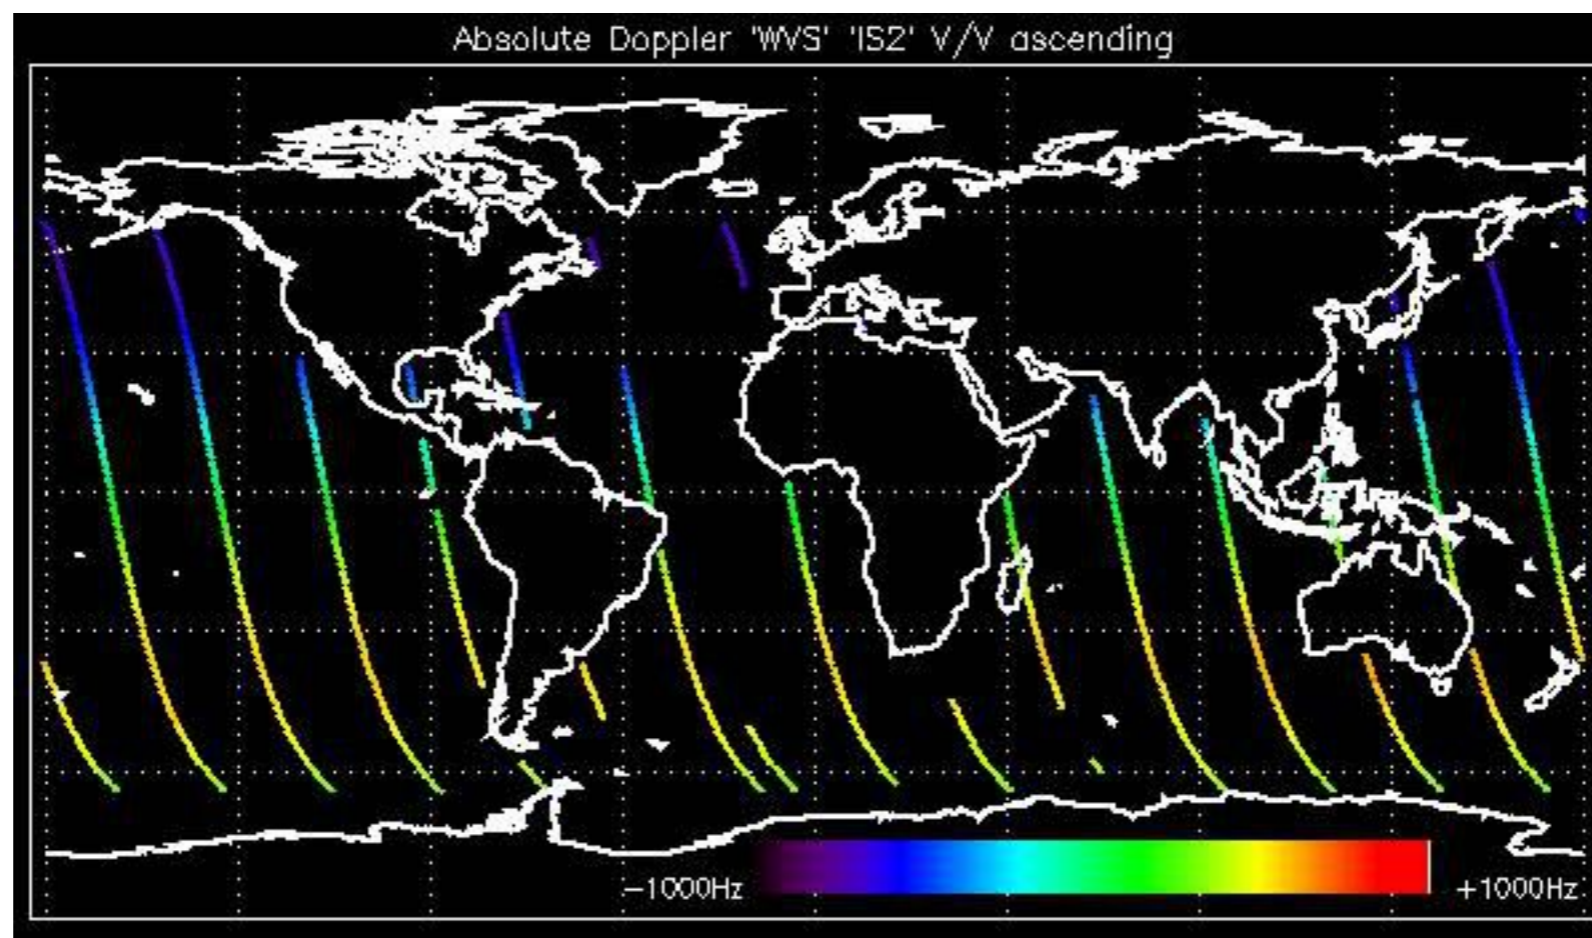 Absolute Doppler 'WVS' 'IS2' V/V ascending
−1000Hz
+1000Hz